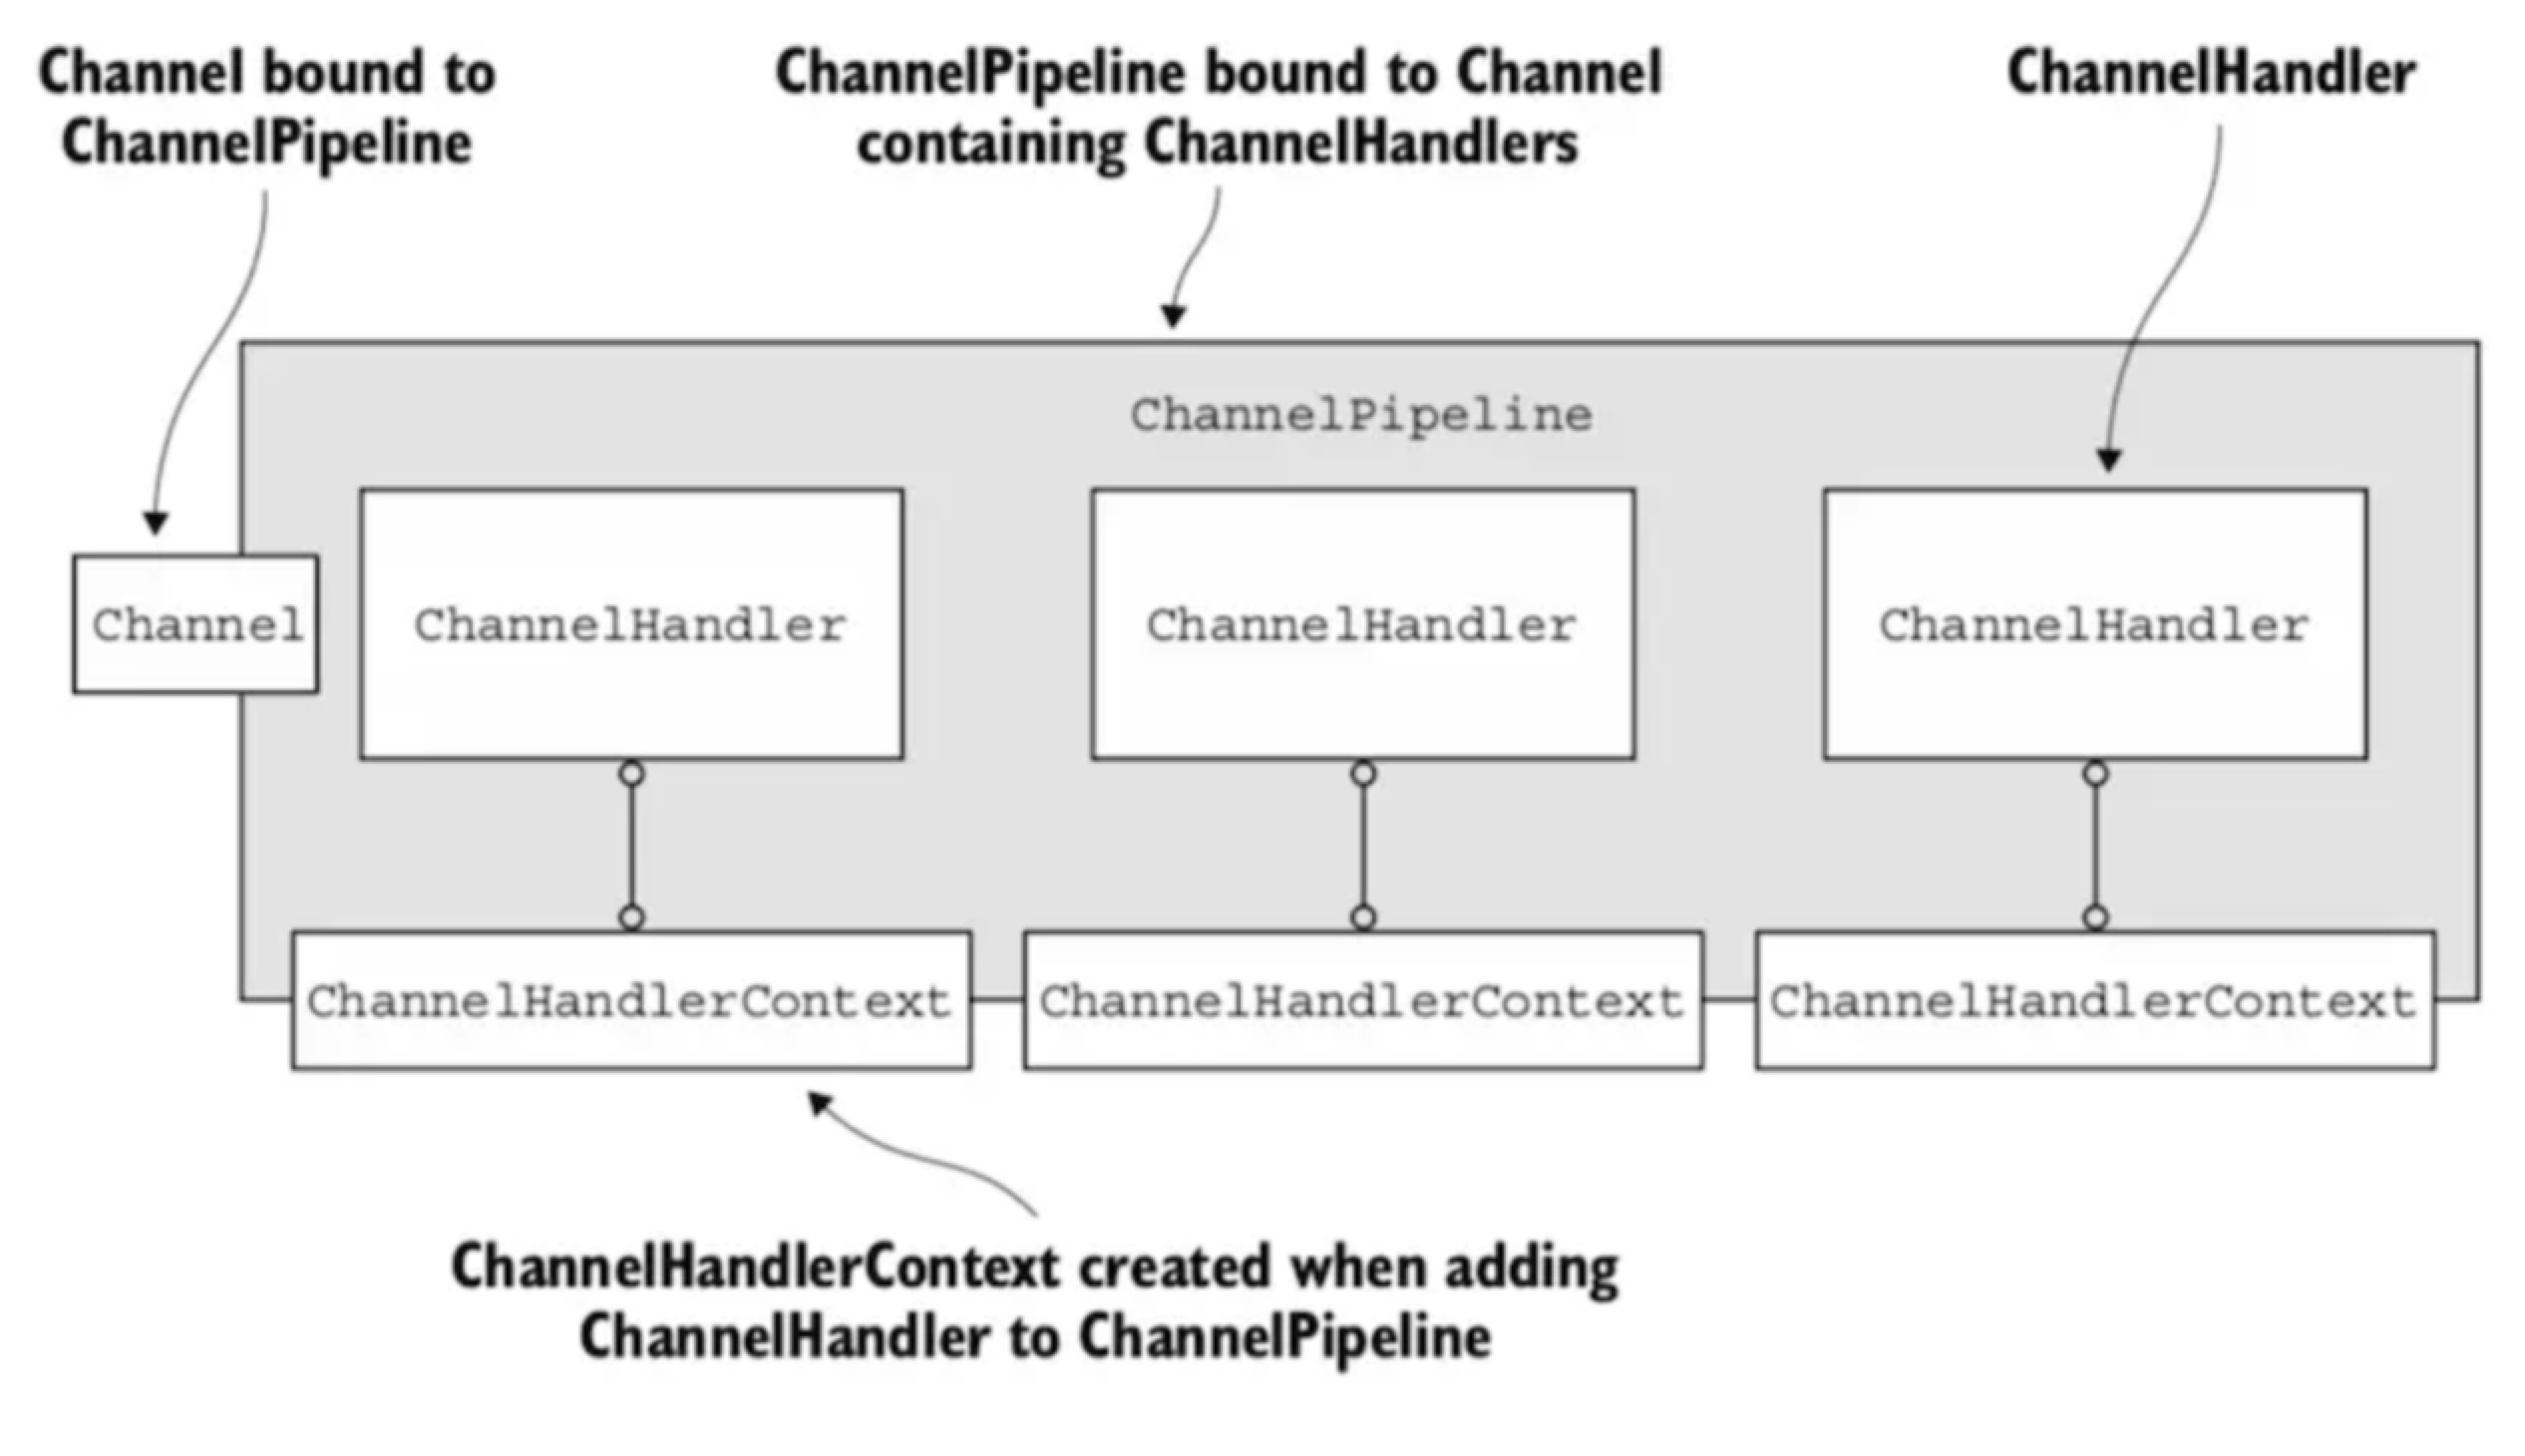 Channel bound to
ChannelPipeline
ChannelPipeline bound to Channel
containing ChannelHandlers
ChannelHandler
ChannelPipeline
Channel
ChannelHandler
ChannelHandler
ChannelHandler
ChannelHandlerContext
ChannelHandlerContext
ChannelHandlerContext
ChannelHandlerContext created when adding
ChannelHandler to ChannelPipeline